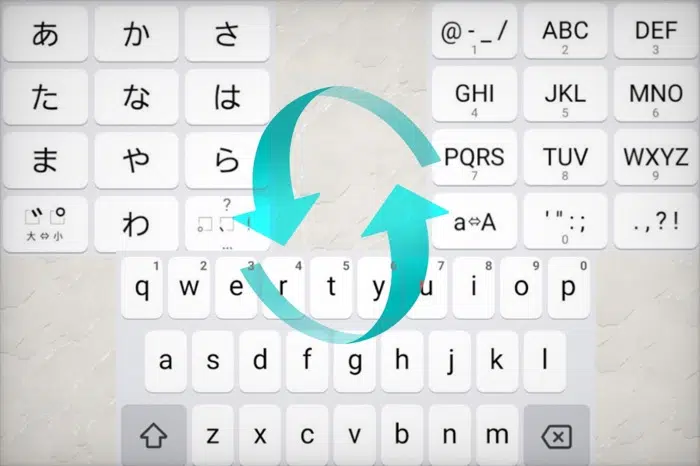 あ か さ
た な は
ま や ら
゛ ゜ わ ?
大⇔小 ...
@-_/ ABC DEF
1 2 3
GHI JKL MNO
4 5 6
PQRS TUV WXYZ
7 8 9
a⇔A '":; .,?!
0
1 2 3 4 5 6 7 8 9 0
q w e r t y u i o p
a s d f g h j k l
z x c v b n m